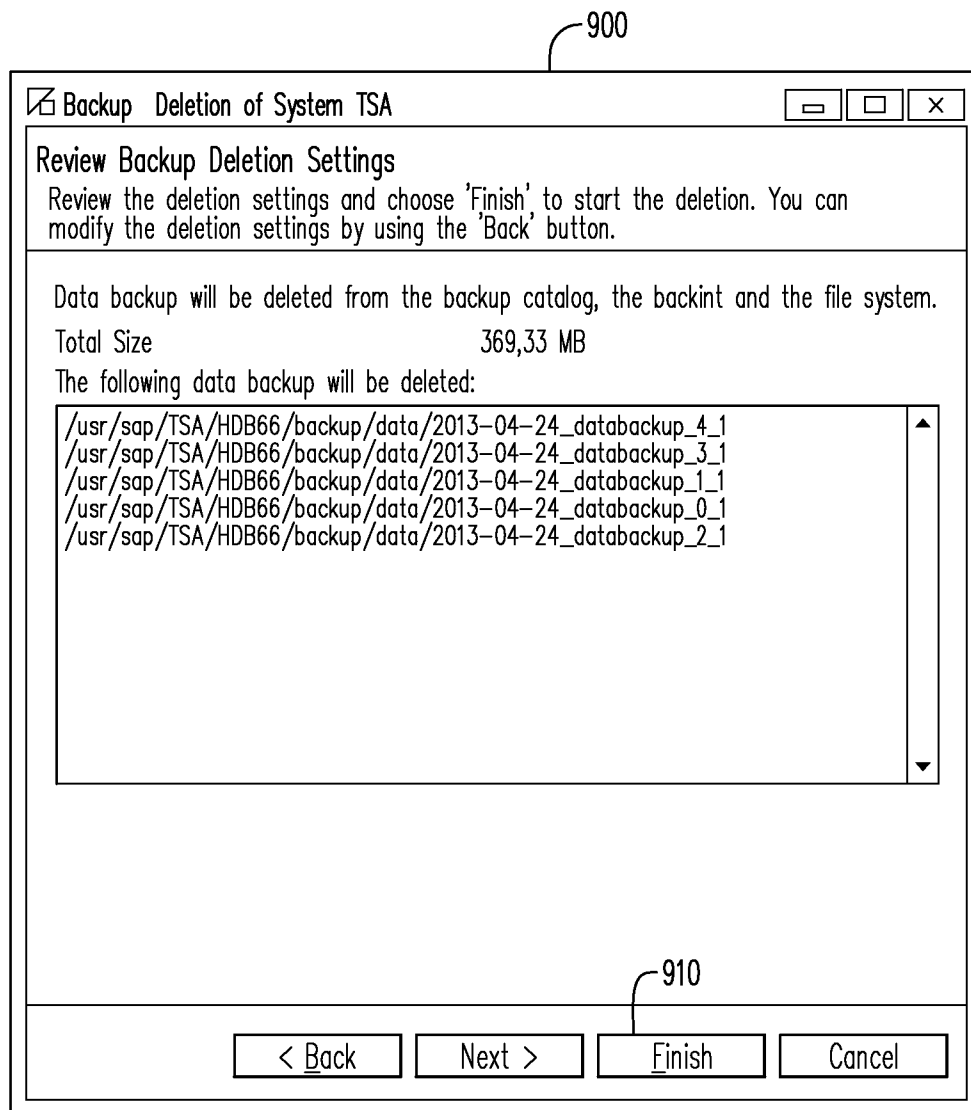 900
Backup Deletion of System TSA
Review Backup Deletion Settings
Review the deletion settings and choose 'Finish' to start the deletion. You can
modify the deletion settings by using the 'Back' button.
Data backup will be deleted from the backup catalog, the backint and the file system.
Total Size 369,33 MB
The following data backup will be deleted:
/usr/sap/TSA/HDB66/backup/data/2013-04-24_databackup_4_1
/usr/sap/TSA/HDB66/backup/data/2013-04-24_databackup_3_1
/usr/sap/TSA/HDB66/backup/data/2013-04-24_databackup_1_1
/usr/sap/TSA/HDB66/backup/data/2013-04-24_databackup_0_1
/usr/sap/TSA/HDB66/backup/data/2013-04-24_databackup_2_1
910
< Back Next > Finish Cancel